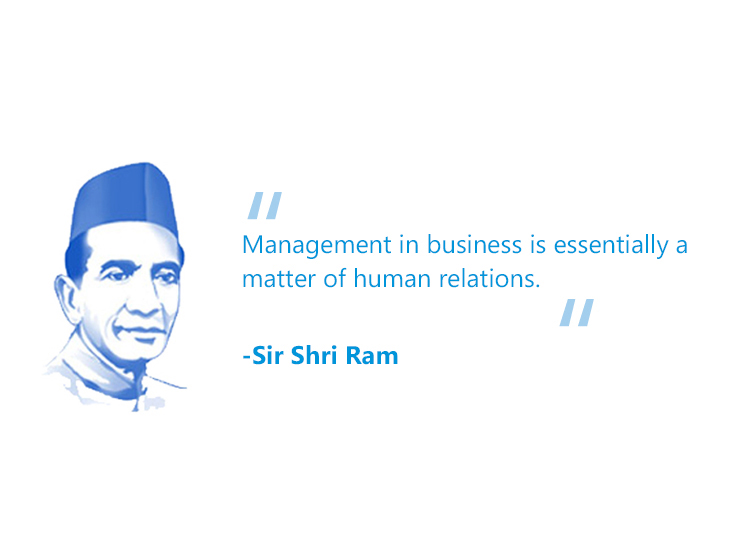 "
Management in business is essentially a
matter of human relations.
"
-Sir Shri Ram